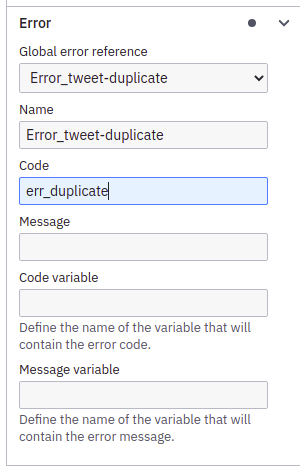 Error
Global error reference
Error_tweet-duplicate
Name
Error_tweet-duplicate
Code
err_duplicate
Message
Code variable
Define the name of the variable that will
contain the error code.
Message variable
Define the name of the variable that will
contain the error message.